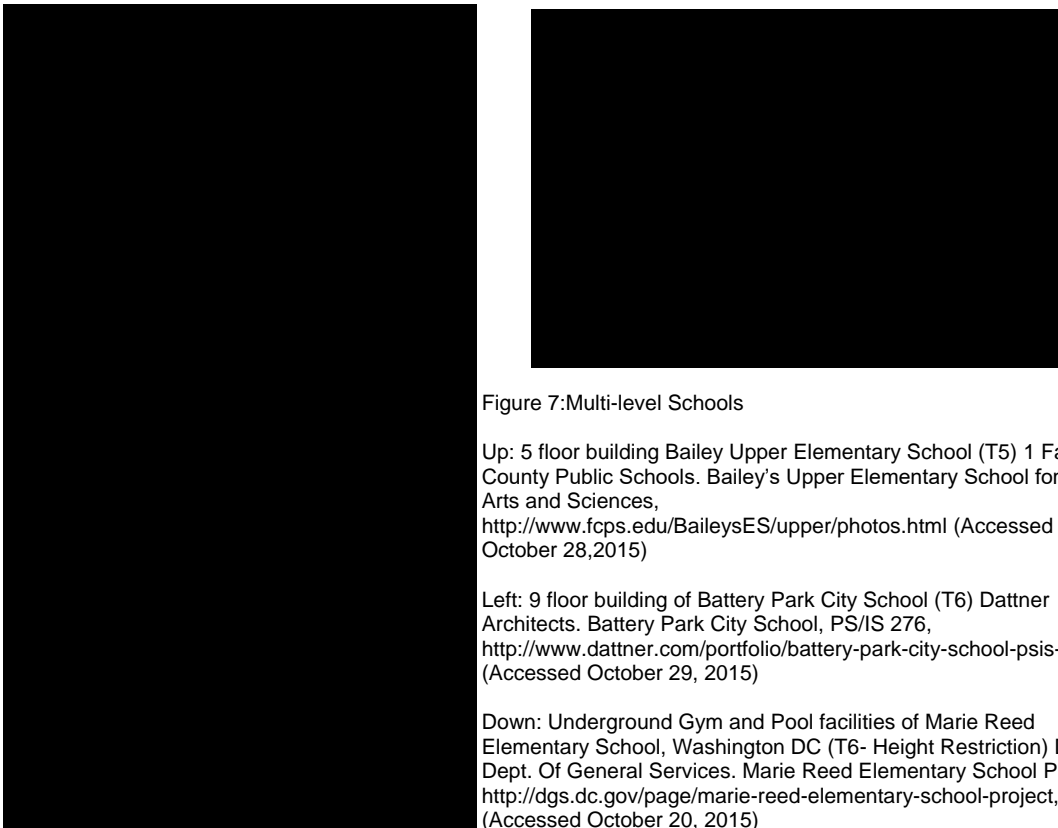 Figure 7:Multi-level Schools
Up: 5 floor building Bailey Upper Elementary School (T5) 1
County Public Schools. Bailey's Upper Elementary School for
Arts and Sciences,
http://www.fcps.edu/BaileysES/upper/photos.html (Accessed
October 28,2015)
Left: 9 floor building of Battery Park City School (T6) Dattner
Architects. Battery Park City School, PS/IS 276,
http://www.dattner.com/portfolio/battery-park-city-school-psis-
(Accessed October 29, 2015)
Down: Underground Gym and Pool facilities of Marie Reed
Elementary School, Washington DC (T6- Height Restriction)
Dept. Of General Services. Marie Reed Elementary School
http://dgs.dc.gov/page/marie-reed-elementary-school-project,
(Accessed October 20, 2015)